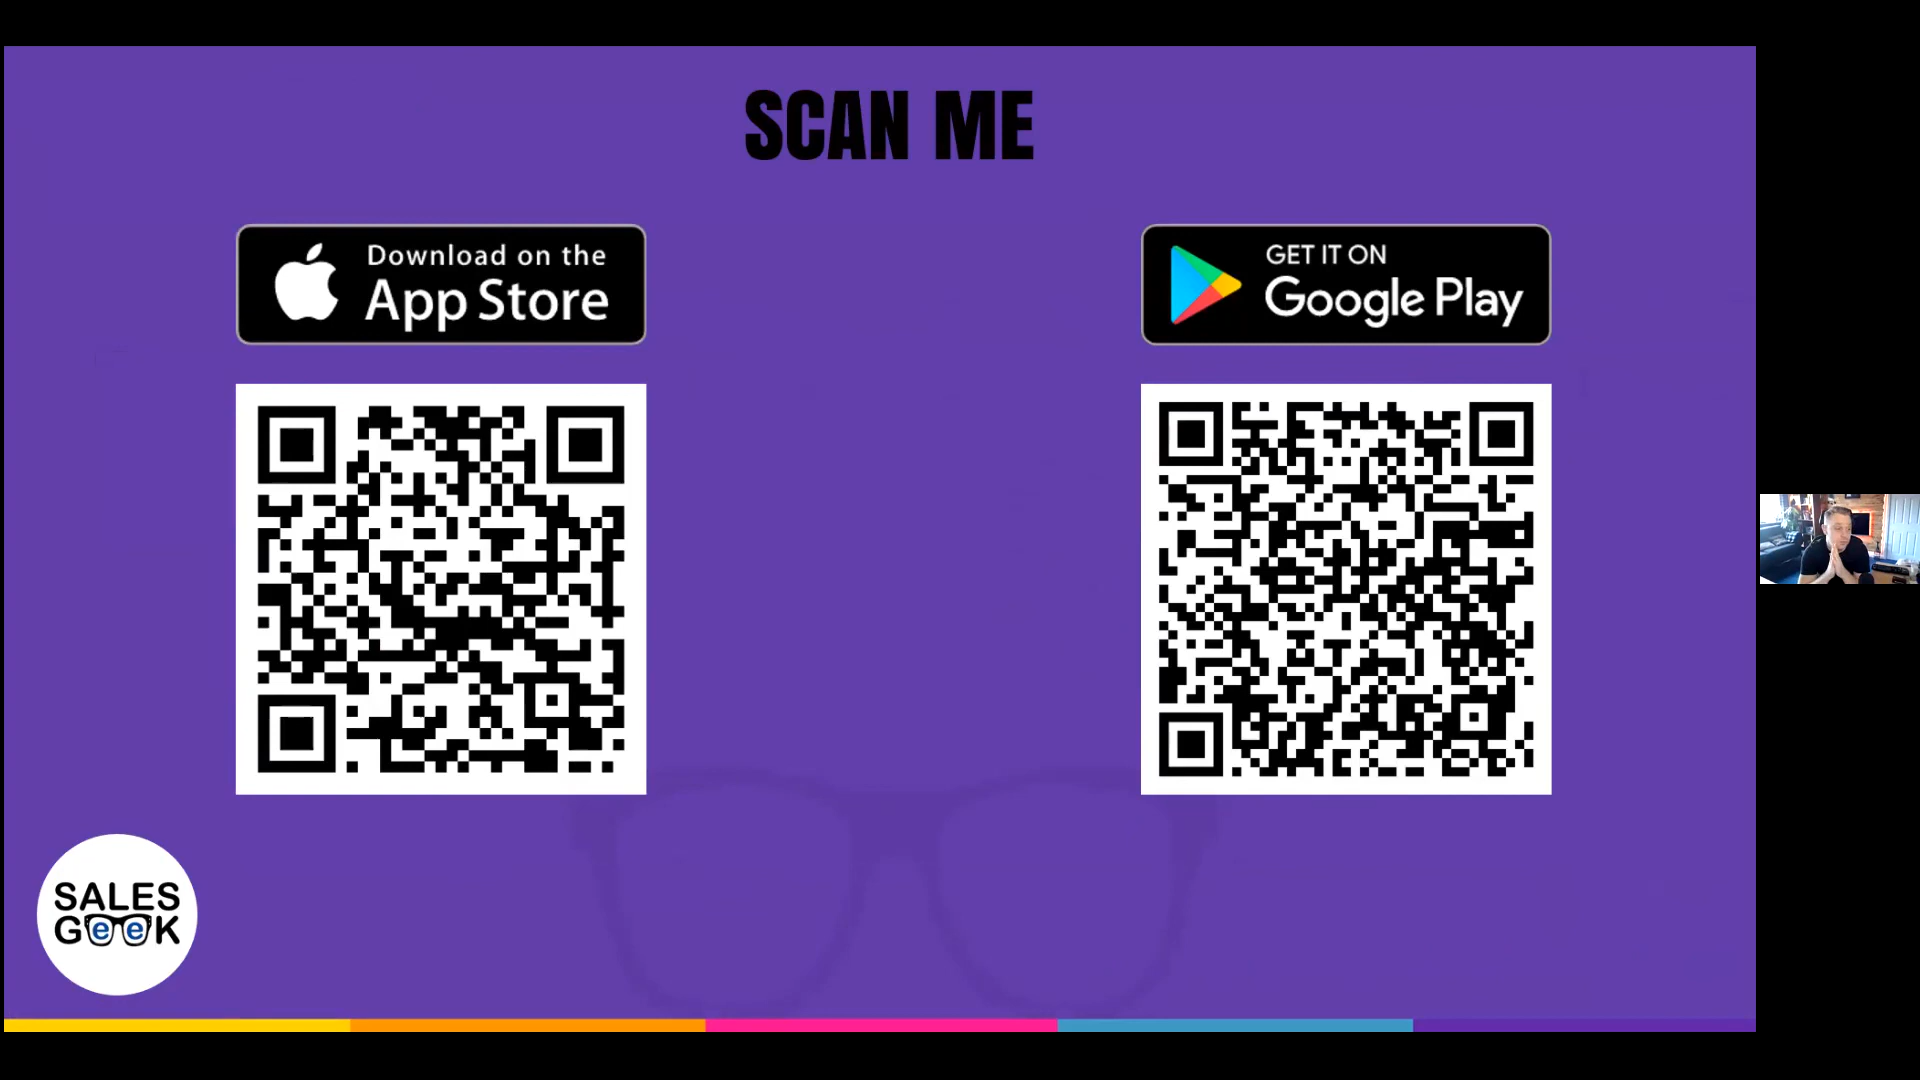 SCAN ME
Download on the
App Store
GET IT ON
Google Play
SALES
GeeK